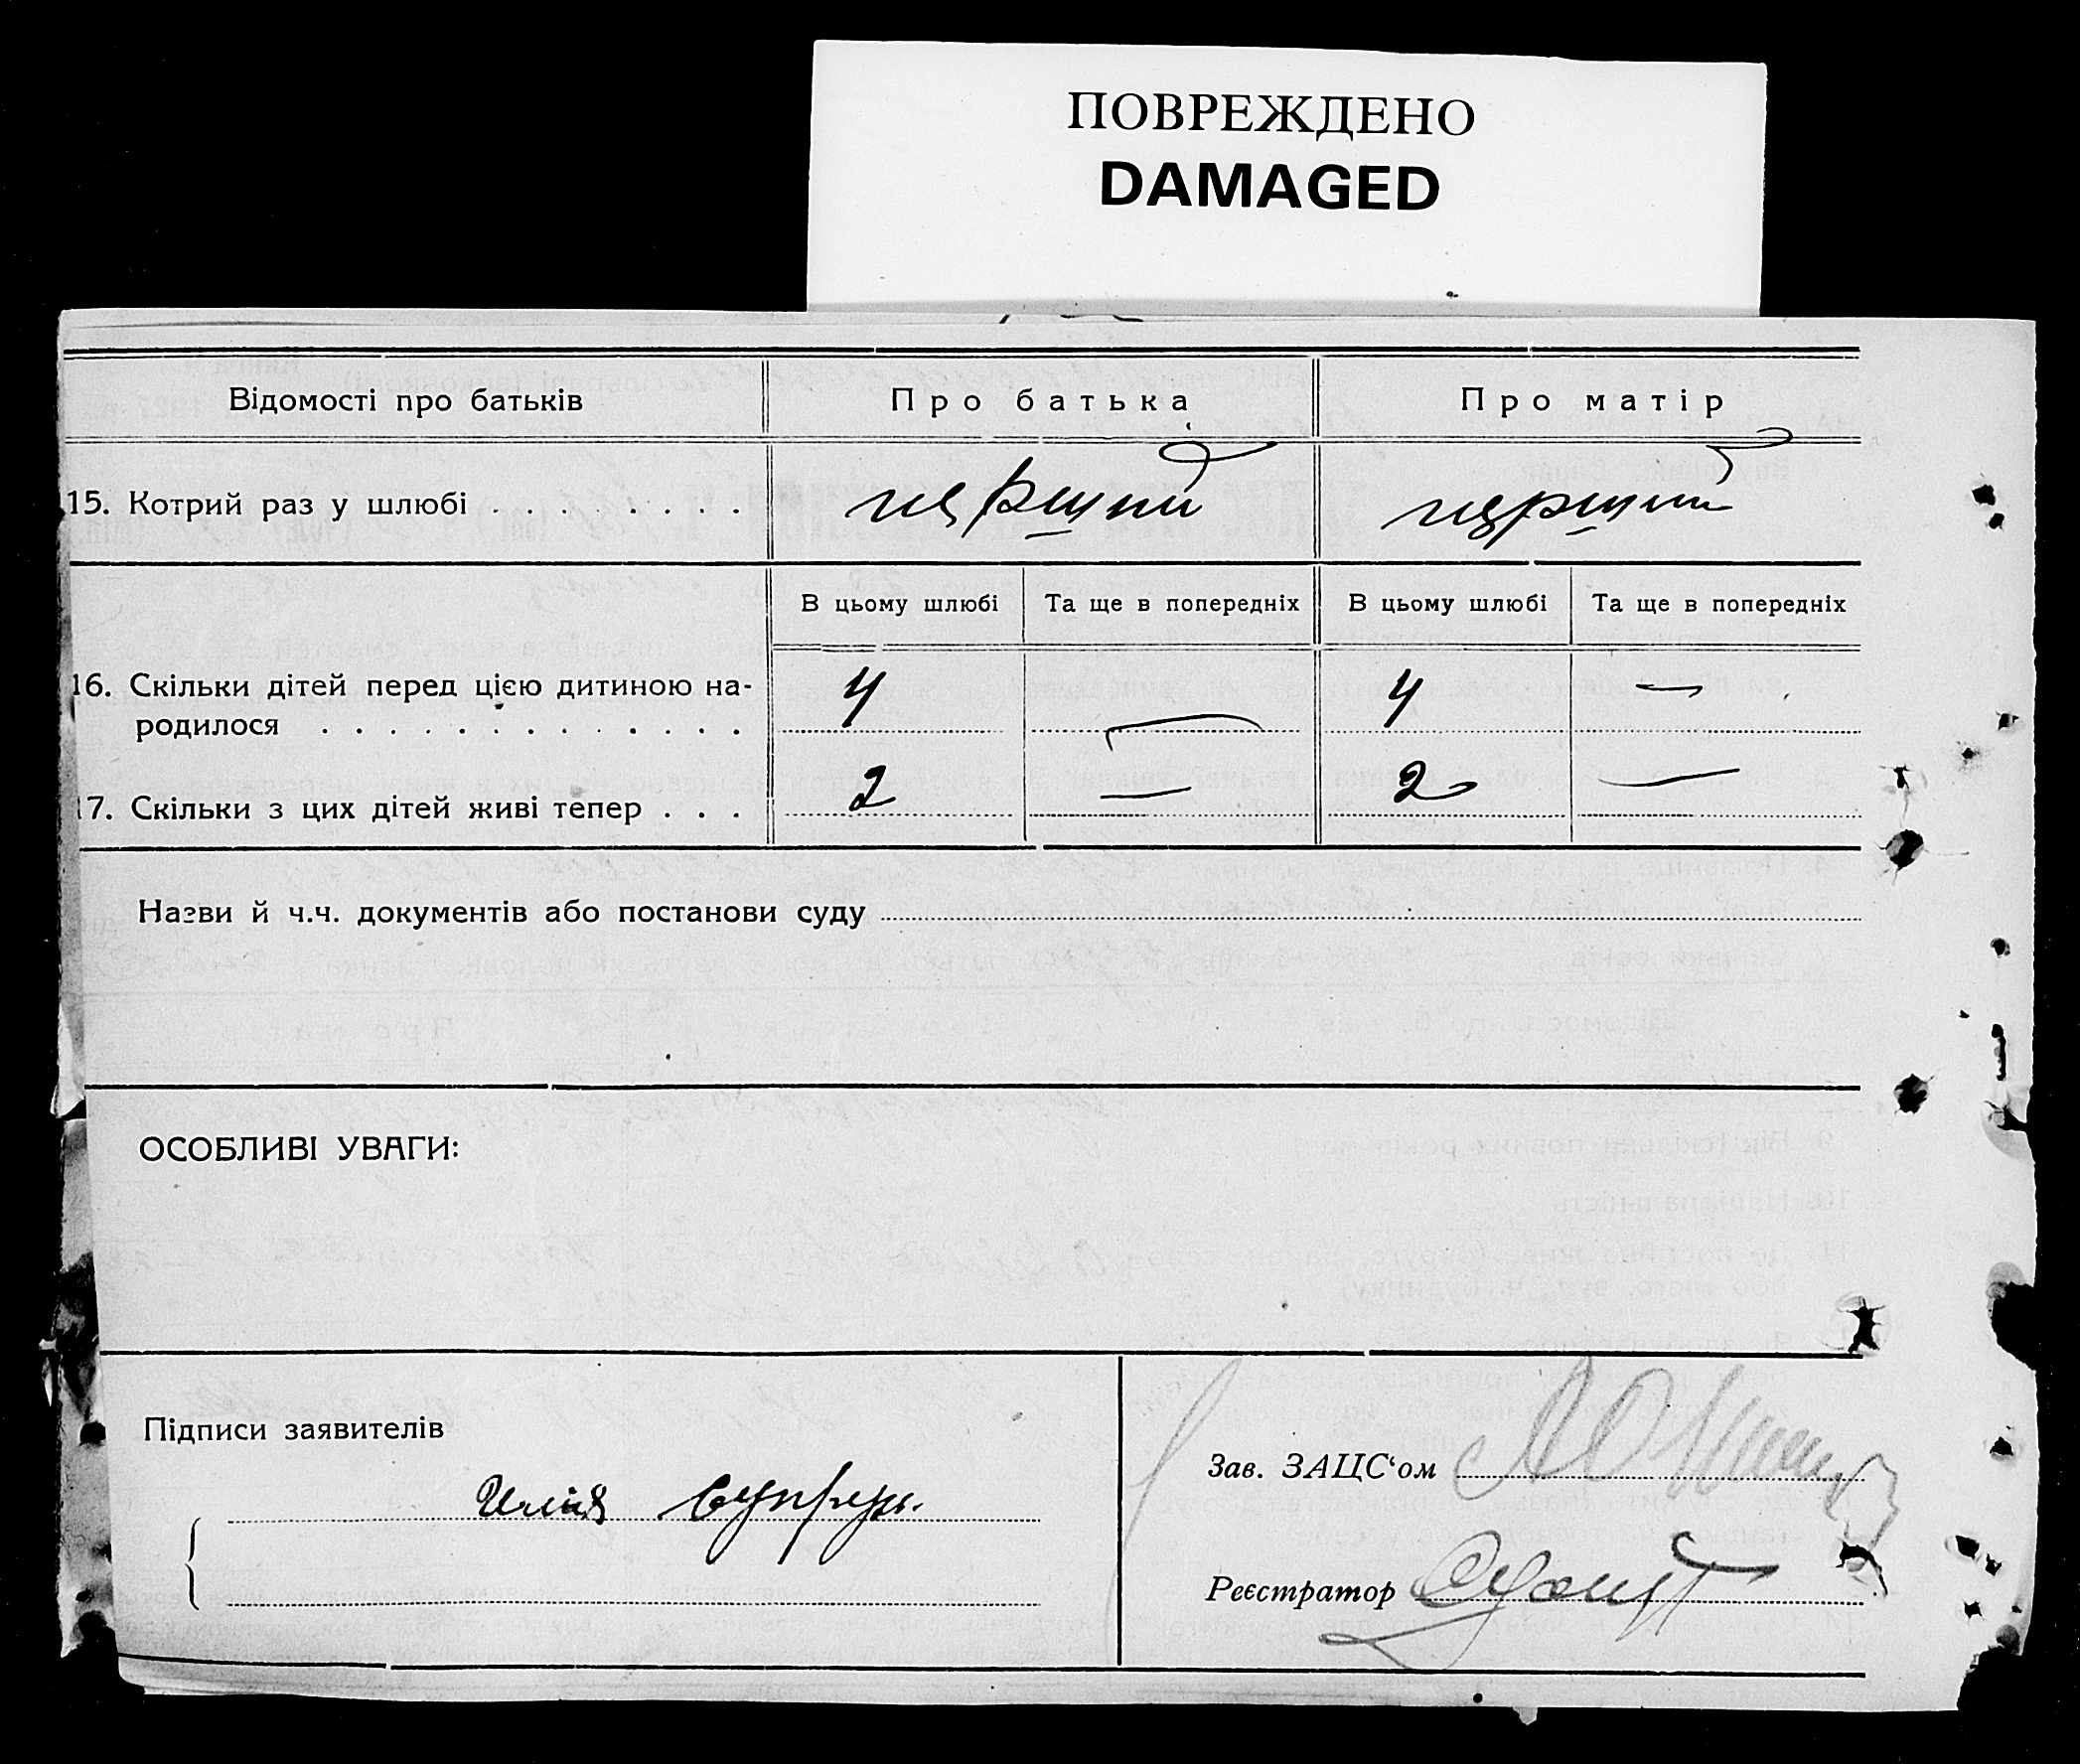 ПОВРЕЖДЕНО
DAMAGED
Відомості про батьків
Про батька
Про матір
15. Котрий раз у шлюбі . . . . . . . .
перший
перший
В цьому шлюбі
Та ще в попередніх
В цьому шлюбі
Та ще в попередніх
16. Скільки дітей перед цією дитиною на-
родилося . . . . . . . . . . . . .
4
—
4
—
17. Скільки з цих дітей живі тепер . . .
2
—
2
—
Назви й ч.ч. документів або постанови суду
ОСОБЛИВІ УВАГИ:
Підписи заявителів
Зав. ЗАЦС‘ом
Реєстратор